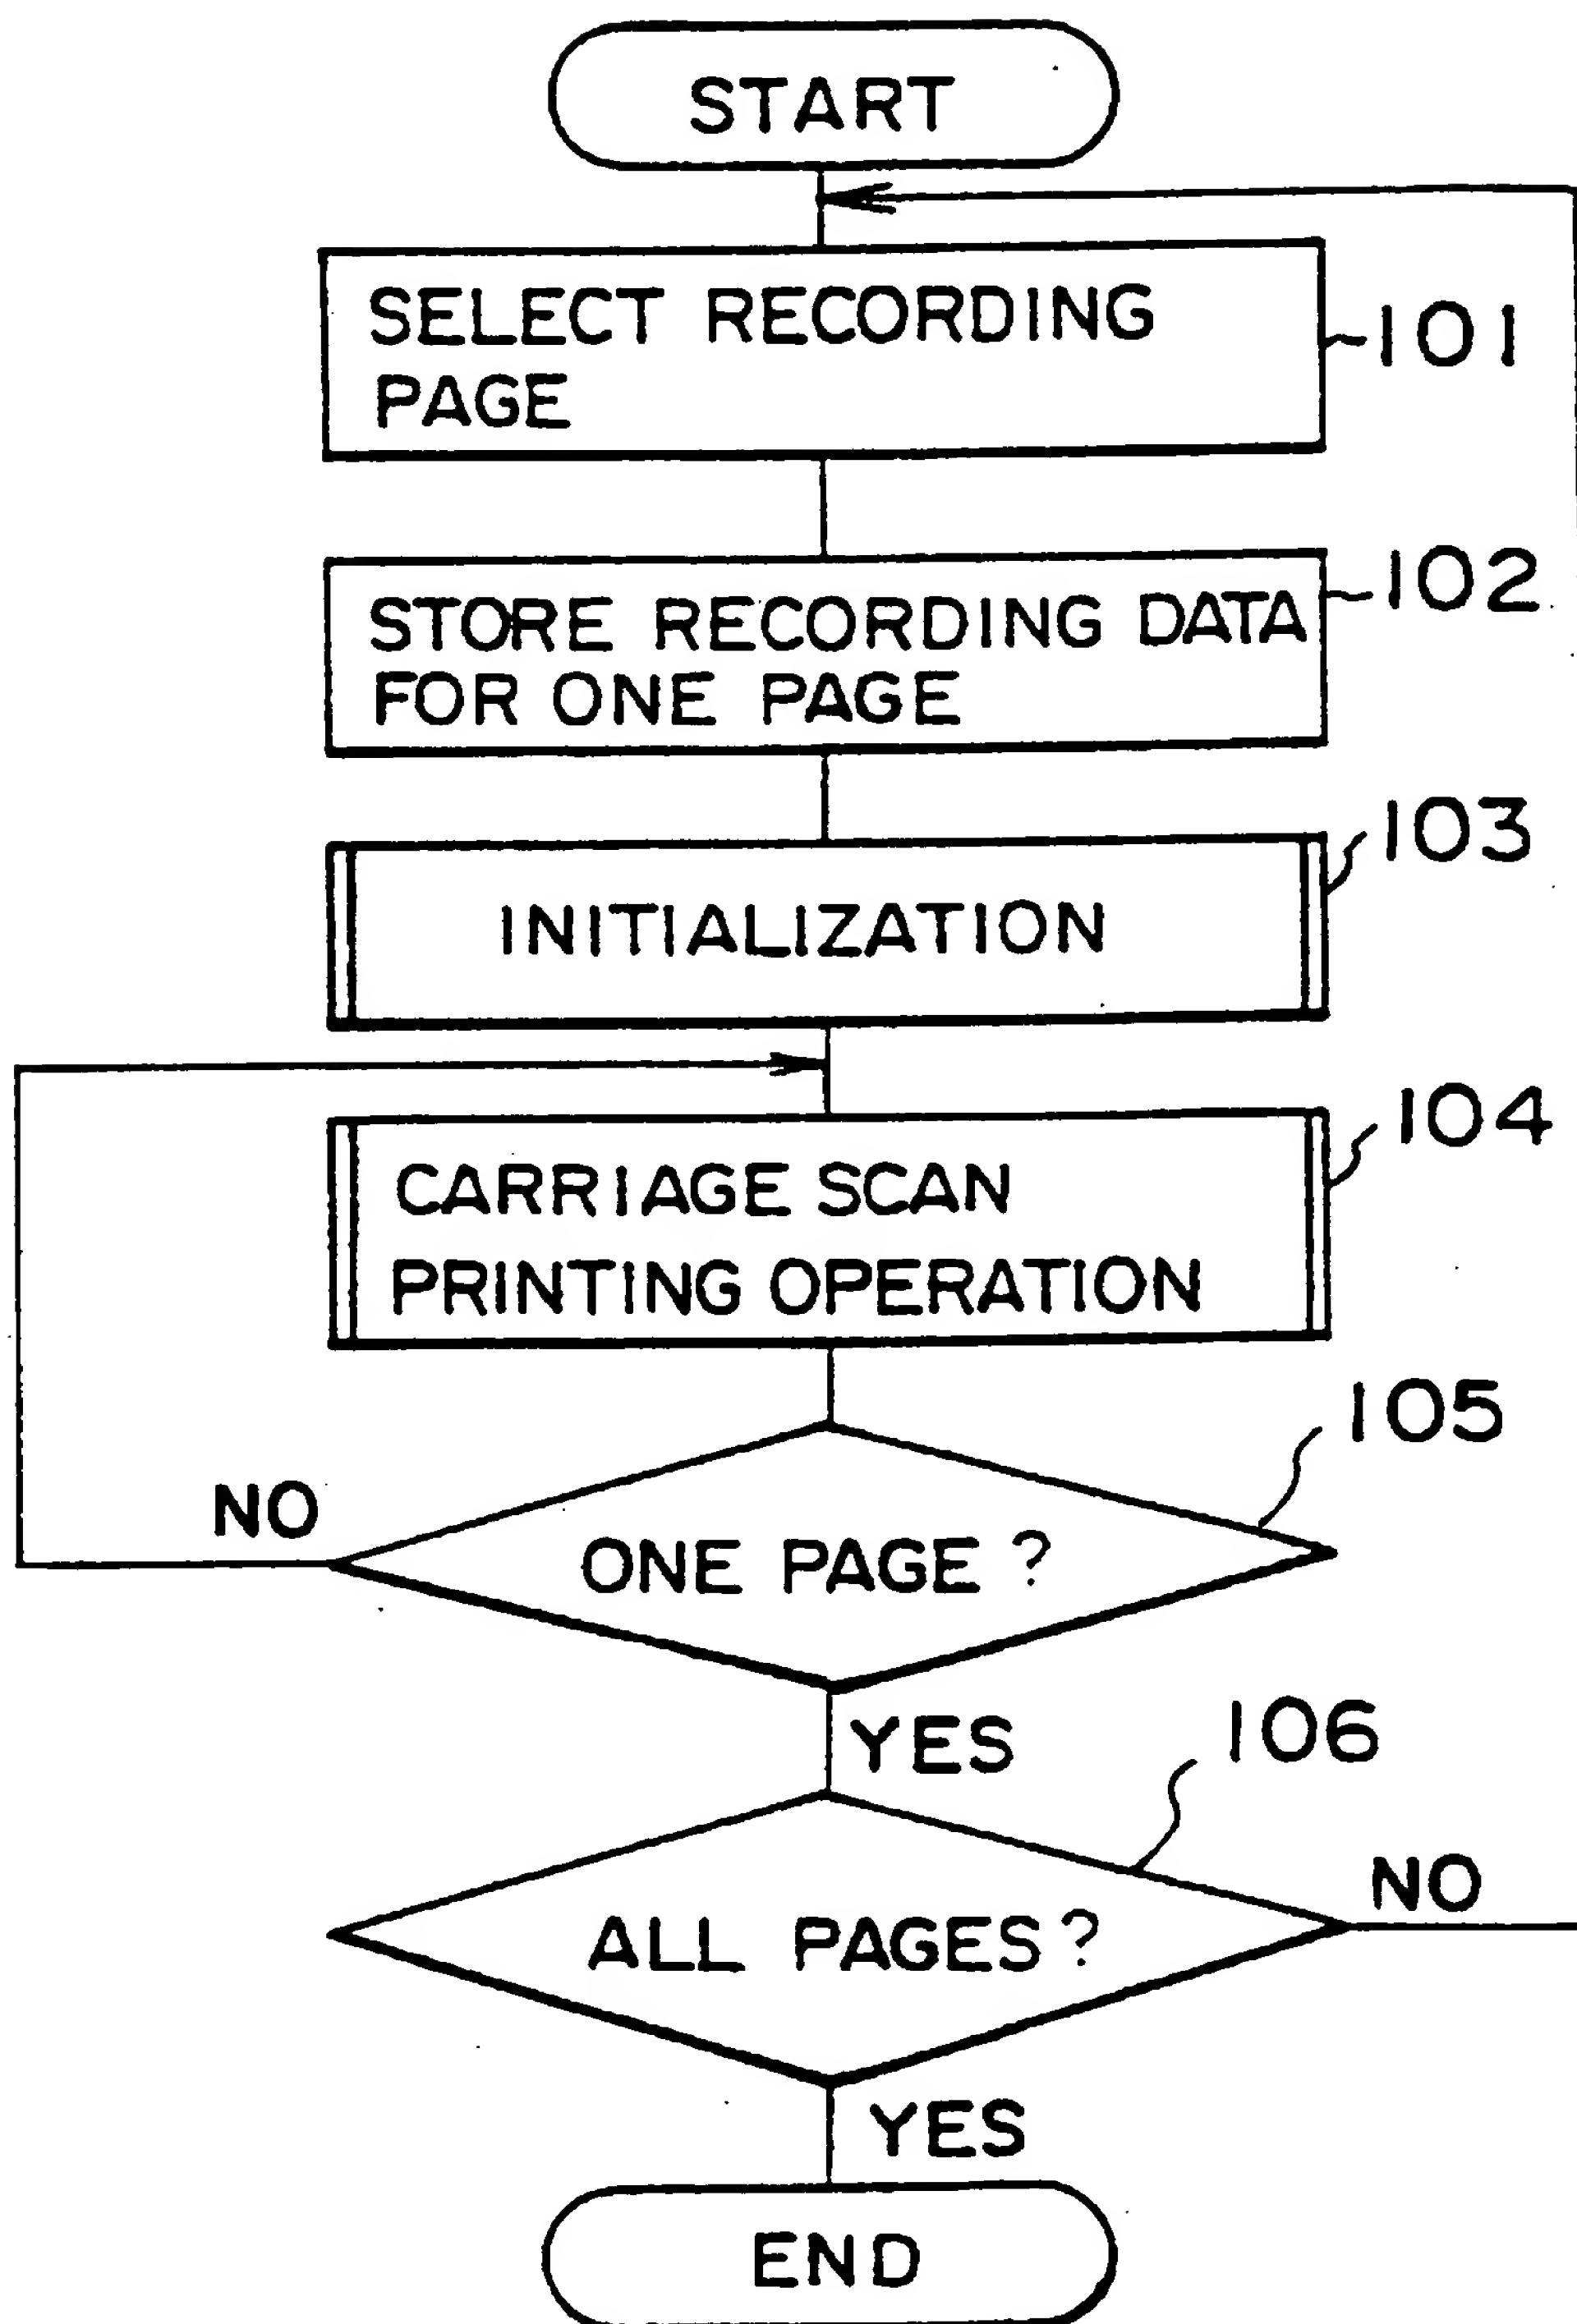 START
SELECT RECORDING
PAGE
101
STORE RECORDING DATA
FOR ONE PAGE
102
INITIALIZATION
103
CARRIAGE SCAN
PRINTING OPERATION
104
ONE PAGE ?
105
NO
YES
ALL PAGES ?
106
NO
YES
END